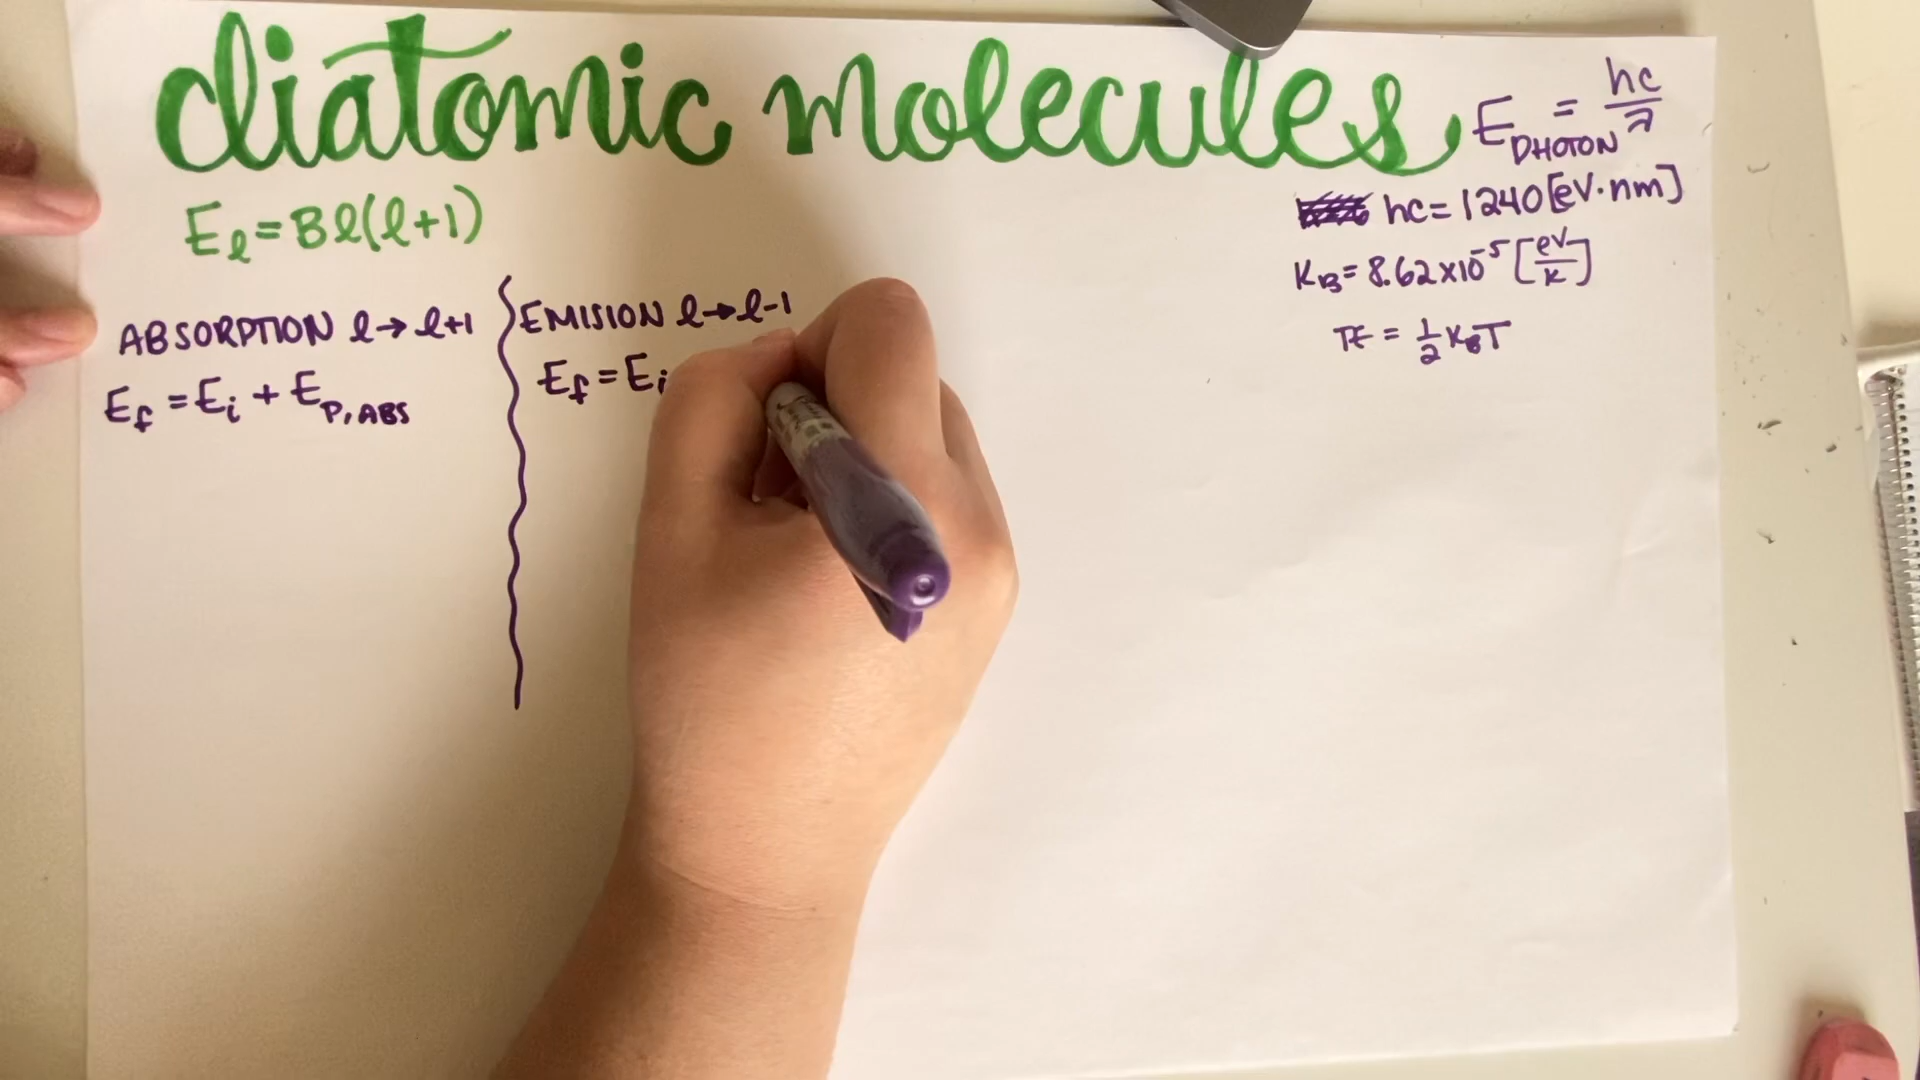 diatomic molecules
E_PHOTON = hc/λ
E_ℓ = Bℓ(ℓ+1)
hc = 1240 [eV·nm]
K_B = 8.62×10^-5 [eV/K]
= 1/2 K_B T
ABSORPTION ℓ→ℓ+1
E_f = E_i + E_P,ABS
EMISION ℓ→ℓ-1
E_f = E_i